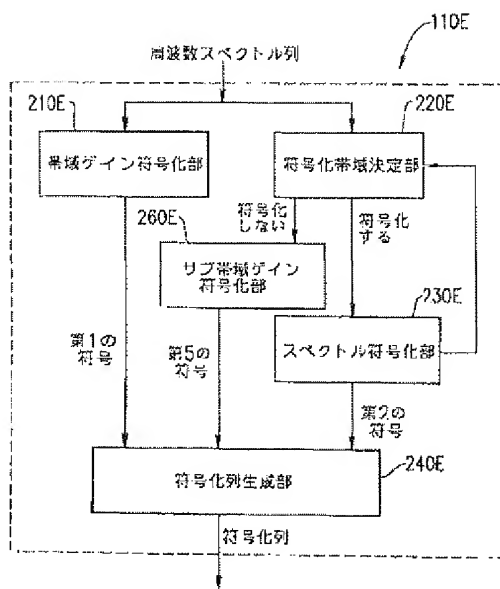 110E
周波数スペクトル列
210E
220E
帯域ゲイン符号化部
符号化帯域決定部
符号化
しない
符号化
する
260E
サブ帯域ゲイン
符号化部
230E
スペクトル符号化部
第1の
符号
第5の
符号
第2の
符号
240E
符号化列生成部
符号化列